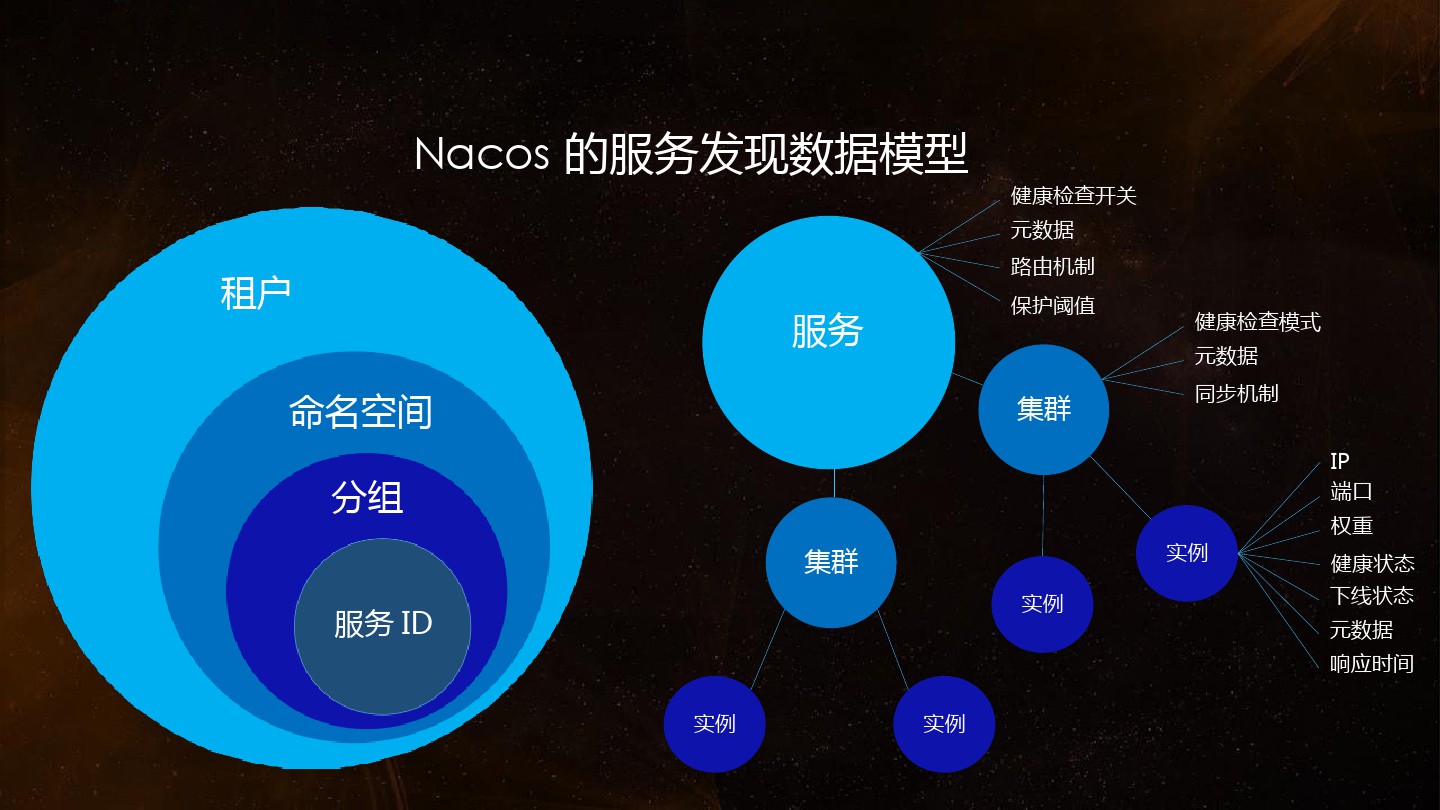 Nacos 的服务发现数据模型
租户
命名空间
分组
服务 ID
服务
健康检查开关
元数据
路由机制
保护阈值
集群
健康检查模式
元数据
同步机制
集群
实例
实例
IP
端口
权重
健康状态
下线状态
元数据
响应时间
实例
实例